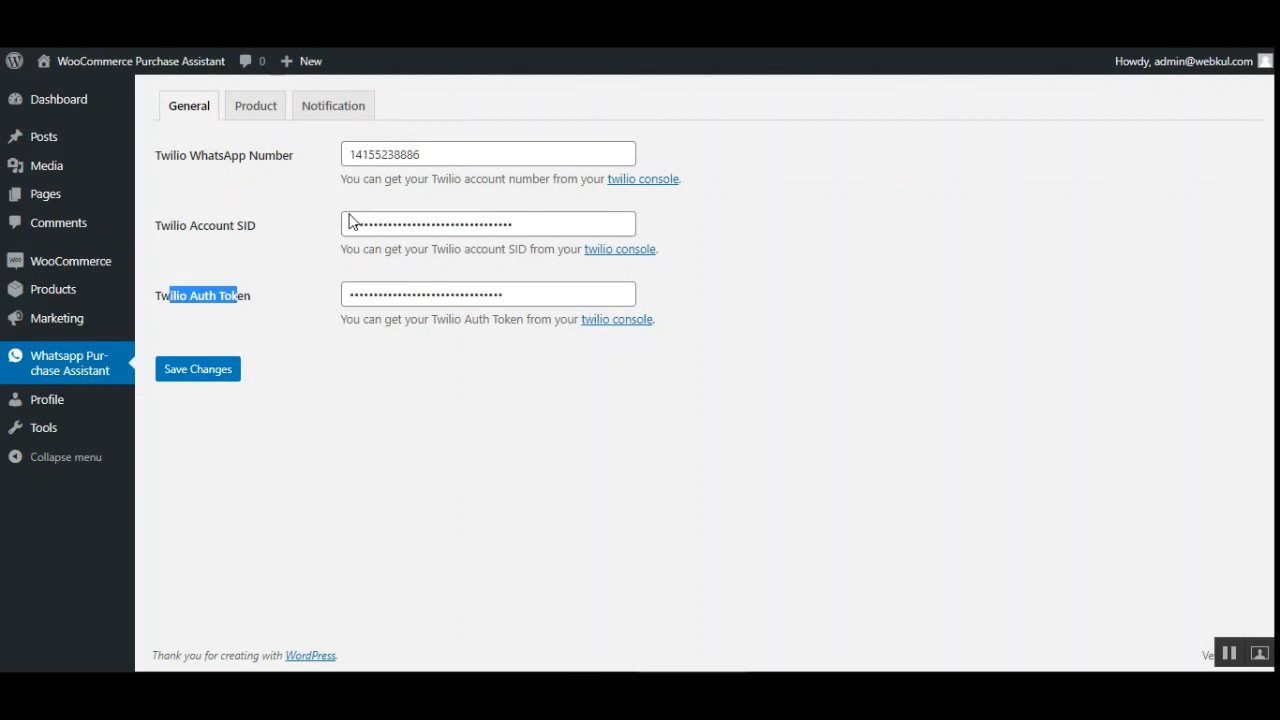 WooCommerce Purchase Assistant 0 New Howdy, admin@webkul.com
Dashboard
Posts
Media
Pages
Comments
WooCommerce
Products
Marketing
Whatsapp Pur-
chase Assistant
Profile
Tools
Collapse menu
General Product Notification
Twilio WhatsApp Number 14155238886
You can get your Twilio account number from your twilio console.
Twilio Account SID
You can get your Twilio account SID from your twilio console.
Twilio Auth Token
You can get your Twilio Auth Token from your twilio console.
Save Changes
Thank you for creating with WordPress.